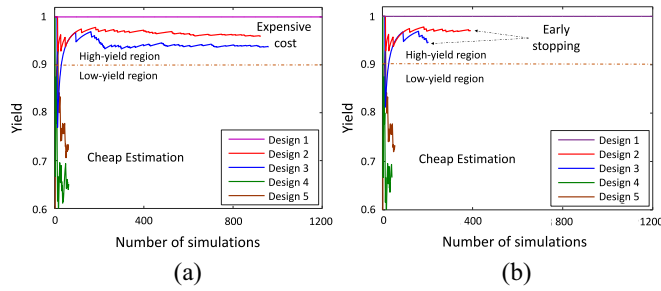 1
0.9
0.8
0.7
0.6
Yield
Expensive
cost
High-yield region
Low-yield region
Cheap Estimation
Design 1
Design 2
Design 3
Design 4
Design 5
0
400
800
1200
Number of simulations
(a)
1
0.9
0.8
0.7
0.6
Yield
Early
stopping
High-yield region
Low-yield region
Cheap Estimation
Design 1
Design 2
Design 3
Design 4
Design 5
0
400
800
1200
Number of simulations
(b)